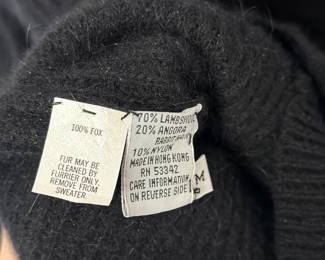 100% FOX
FUR MAY BE
CLEANED BY
FURRIER ONLY.
REMOVE FROM
SWEATER.
70% LAMBSWOOL
20% ANGORA
RABBIT HAIR
10% NYLON
MADE IN HONG KONG
RN 53342
CARE INFORMATION
ON REVERSE SIDE
M